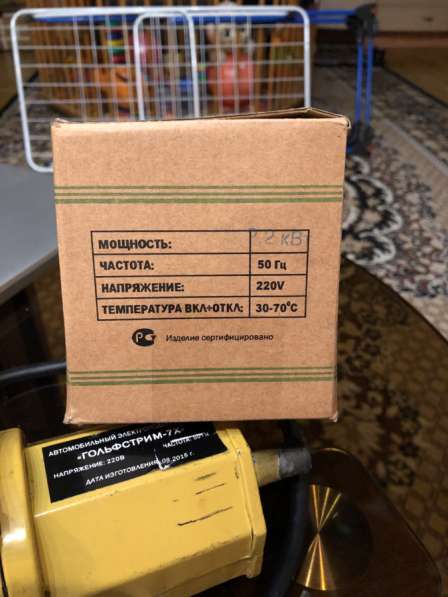 МОЩНОСТЬ: 2 кВ
ЧАСТОТА: 50 Гц
НАПРЯЖЕНИЕ: 220V
ТЕМПЕРАТУРА ВКЛ+ОТКЛ: 30-70°С
Изделие сертифицировано
АВТОМОБИЛЬНЫЙ
«ГОЛЬФСТРИМ-7
НАПРЯЖЕНИЕ: 220В ЧАСТОТА:
ДАТА ИЗГОТОВЛЕНИЯ 08.2015 г.